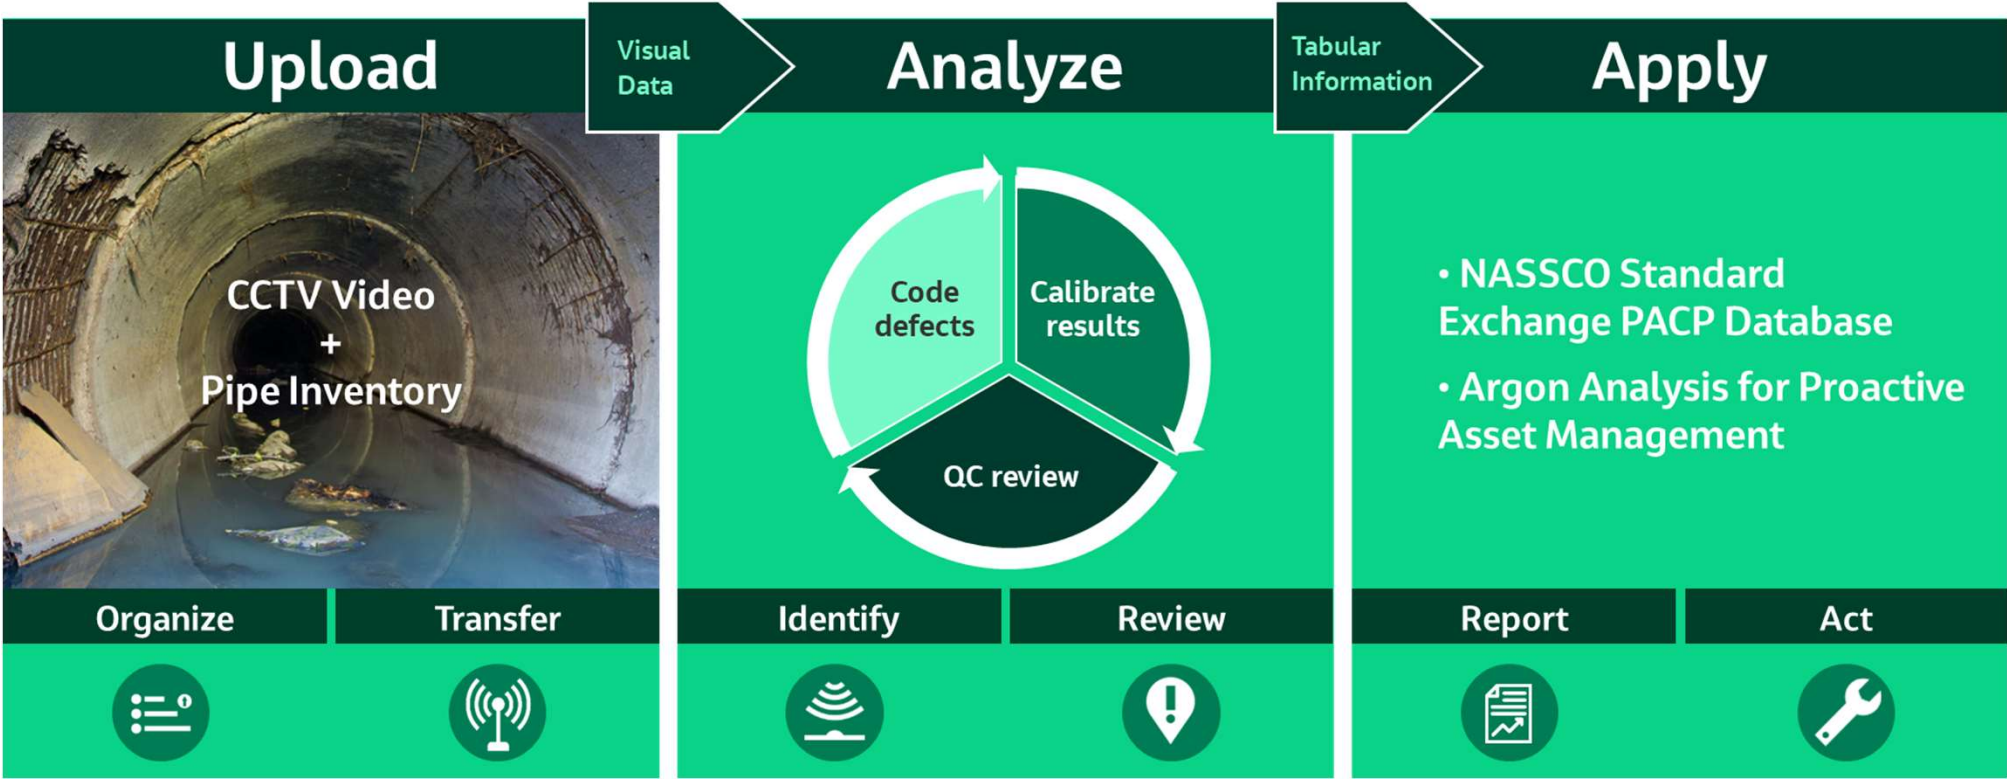 Upload
Visual
Data
Analyze
Tabular
Information
Apply
CCTV Video
+
Pipe Inventory
Code
defects
Calibrate
results
QC review
• NASSCO Standard
Exchange PACP Database
• Argon Analysis for Proactive
Asset Management
Organize
Transfer
Identify
Review
Report
Act